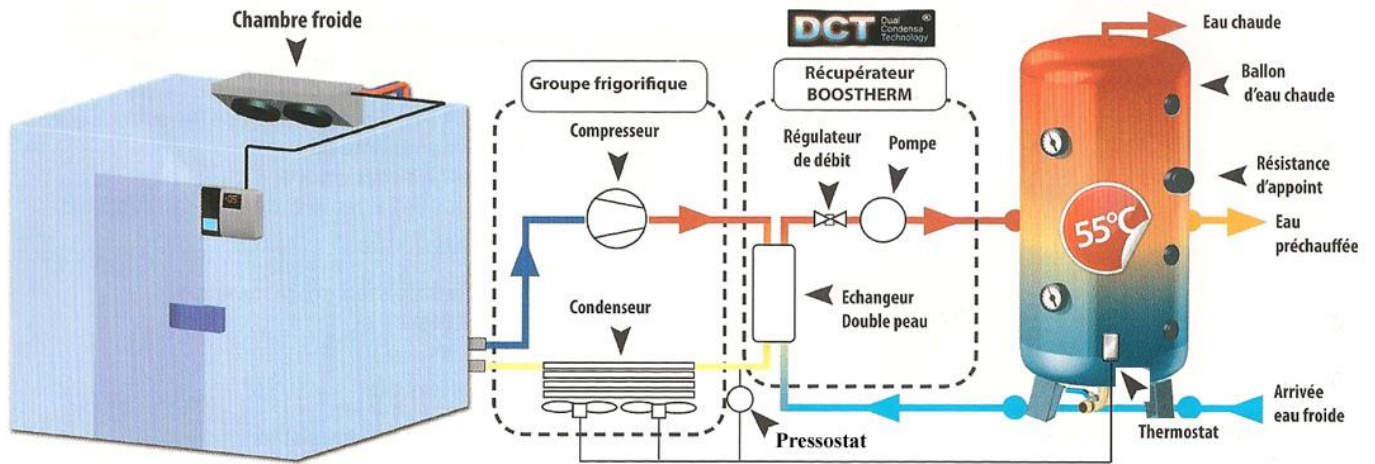 Chambre froide
DCT
Dual
Condensa
Technology
®
Groupe frigorifique
Récupérateur
BOOSTHERM
Compresseur
Régulateur
de débit
Pompe
Echangeur
Double peau
Condenseur
Pressostat
-05
55°C
Eau chaude
Ballon
d'eau chaude
Résistance
d'appoint
Eau
préchauffée
Arrivée
eau froide
Thermostat